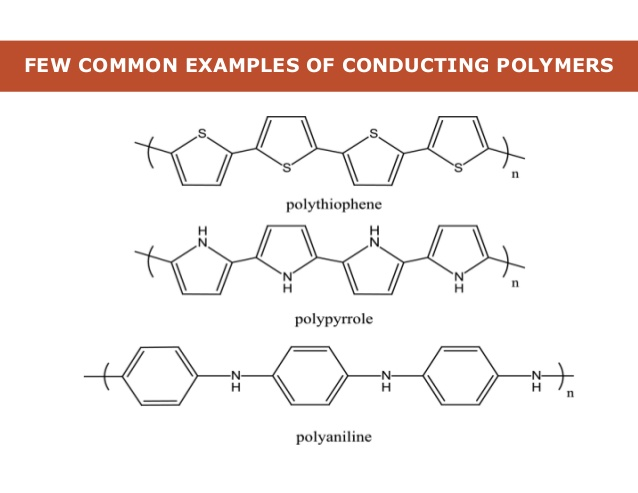 FEW COMMON EXAMPLES OF CONDUCTING POLYMERS
S S
S S
n
polythiophene
H H
N N
N N
H H
n
polypyrrole
N N N
H H H
n
polyaniline